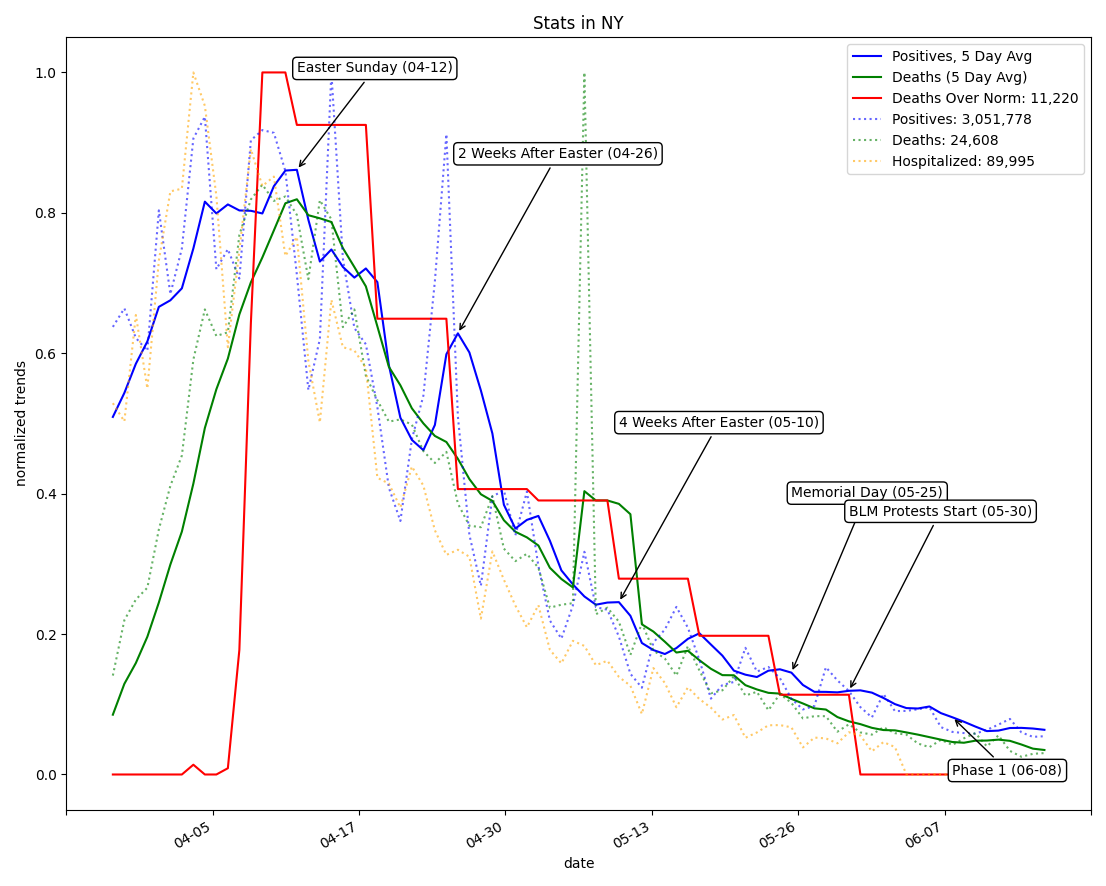 Stats in NY
Positives, 5 Day Avg
Deaths (5 Day Avg)
Deaths Over Norm: 11,220
Positives: 3,051,778
Deaths: 24,608
Hospitalized: 89,995
Easter Sunday (04-12)
2 Weeks After Easter (04-26)
4 Weeks After Easter (05-10)
Memorial Day (05-25)
BLM Protests Start (05-30)
Phase 1 (06-08)
normalized trends
1.0
0.8
0.6
0.4
0.2
0.0
04-05
04-17
04-30
05-13
05-26
06-07
date